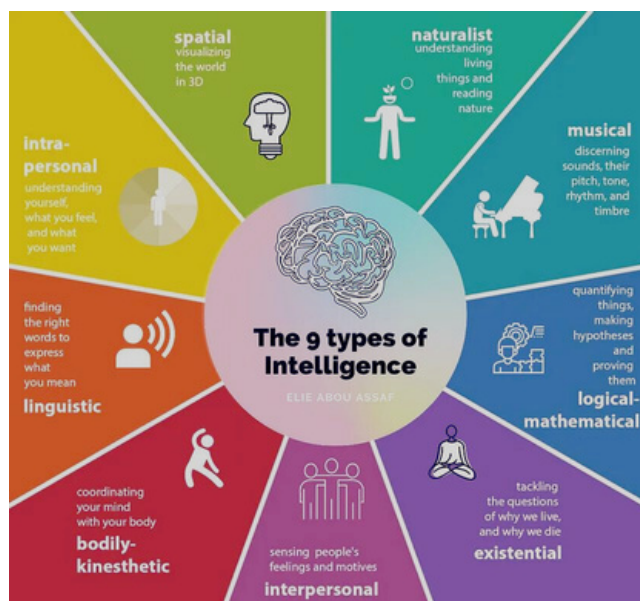 spatial
visualizing
the world
in 3D
naturalist
understanding
living
things and
reading
nature
musical
discerning
sounds, their
pitch, tone,
rhythm, and
timbre
quantifying
things,
making
hypotheses
and
proving
them
logical-
mathematical
tackling
the questions
of why we live,
and why we die
existential
sensing people's
feelings and motives
interpersonal
coordinating
your mind
with your body
bodily-
kinesthetic
finding
the right
words to
express
what
you mean
linguistic
intra-
personal
understanding
yourself,
what you feel,
and what
you want
The 9 types of
Intelligence
ELIE ABOU ASSAF